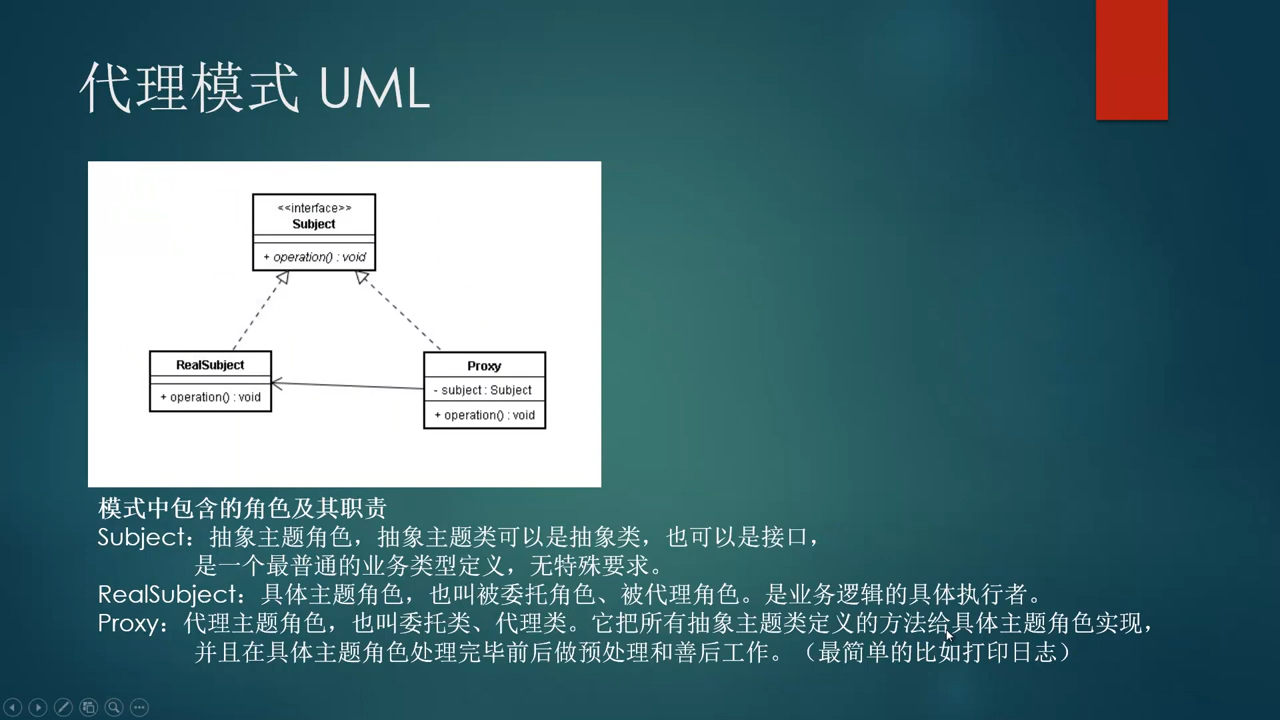 代理模式 UML
<<interface>>
Subject
+ operation() : void
RealSubject
+ operation() : void
Proxy
- subject : Subject
+ operation() : void
模式中包含的角色及其职责
Subject：抽象主题角色，抽象主题类可以是抽象类，也可以是接口，
是一个最普通的业务类型定义，无特殊要求。
RealSubject：具体主题角色，也叫被委托角色、被代理角色。是业务逻辑的具体执行者。
Proxy：代理主题角色，也叫委托类、代理类。它把所有抽象主题类定义的方法给具体主题角色实现，
并且在具体主题角色处理完毕前后做预处理和善后工作。（最简单的比如打印日志）